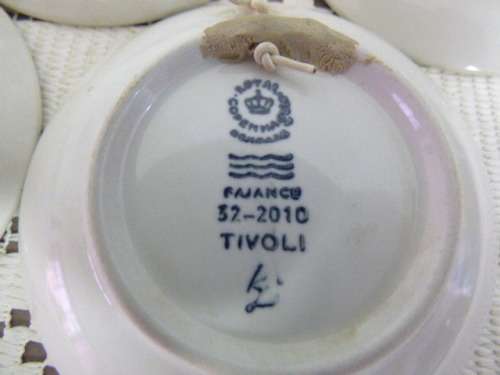 ROYAL COPENHAGEN
DENMARK
FAJANCE
32-2010
TIVOLI